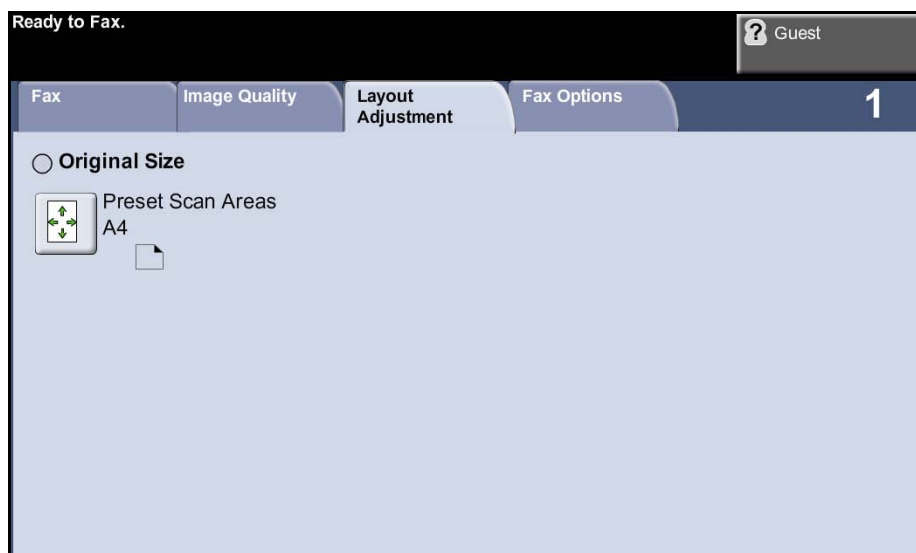 Ready to Fax.
? Guest
Fax
Image Quality
Layout
Adjustment
Fax Options
1
Original Size
Preset Scan Areas
A4